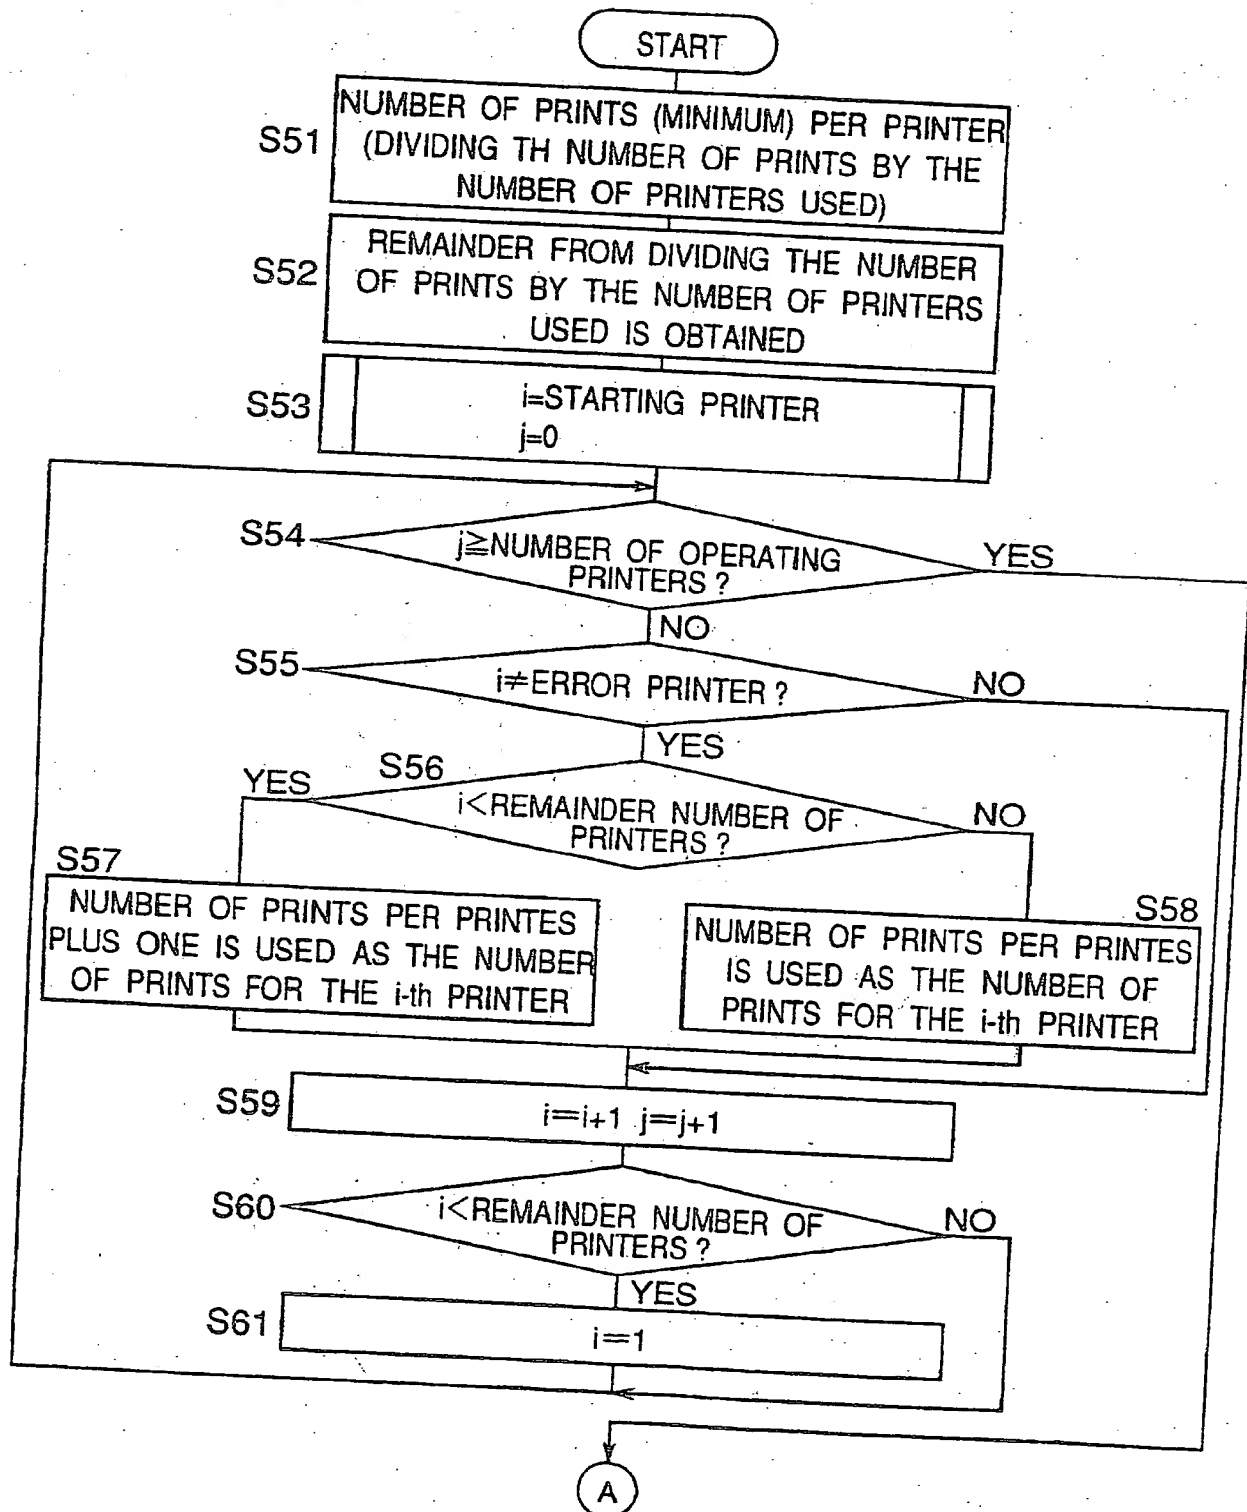 START
S51
NUMBER OF PRINTS (MINIMUM) PER PRINTER
(DIVIDING TH NUMBER OF PRINTS BY THE
NUMBER OF PRINTERS USED)
S52
REMAINDER FROM DIVIDING THE NUMBER
OF PRINTS BY THE NUMBER OF PRINTERS
USED IS OBTAINED
S53
i=STARTING PRINTER
j=0
S54
j≧NUMBER OF OPERATING
PRINTERS?
YES
NO
S55
i≠ERROR PRINTER?
NO
YES
S56
YES
i<REMAINDER NUMBER OF
PRINTERS?
NO
S57
NUMBER OF PRINTS PER PRINTES
PLUS ONE IS USED AS THE NUMBER
OF PRINTS FOR THE i-th PRINTER
S58
NUMBER OF PRINTS PER PRINTES
IS USED AS THE NUMBER OF
PRINTS FOR THE i-th PRINTER
S59
i=i+1 j=j+1
S60
i<REMAINDER NUMBER OF
PRINTERS?
NO
YES
S61
i=1
A